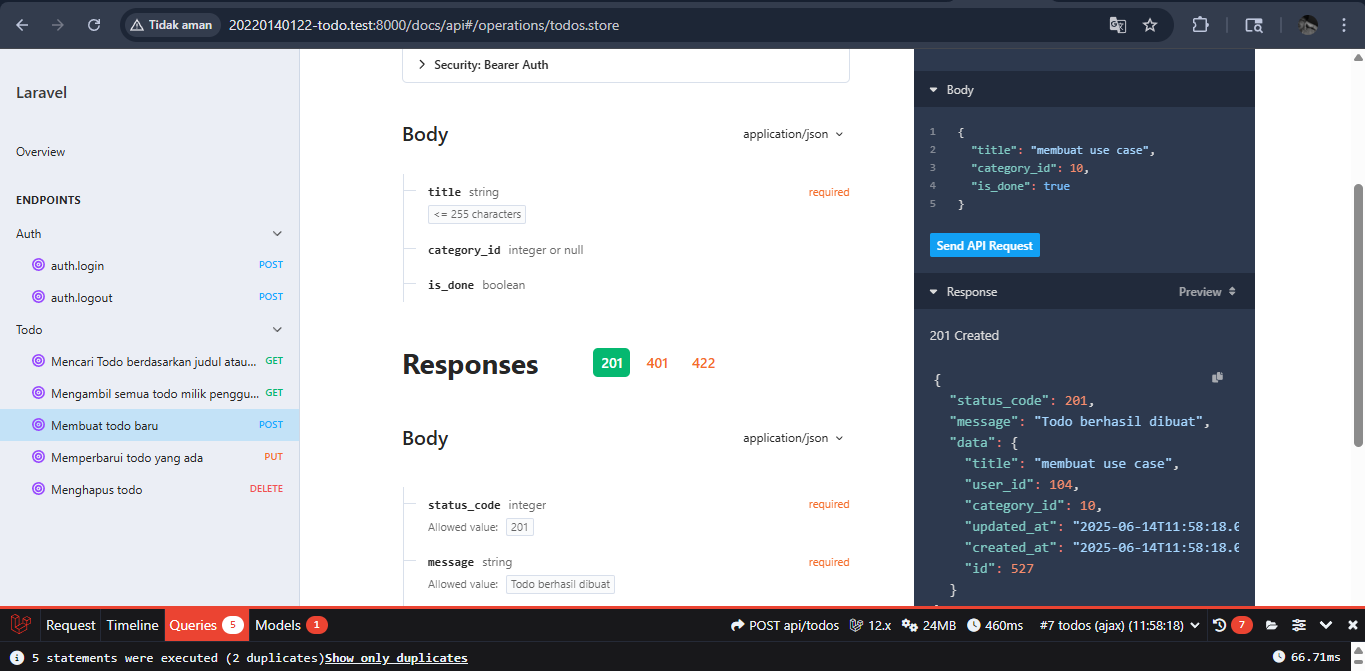 Tidak aman
20220140122-todo.test:8000/docs/api#/operations/todos.store
Laravel
Overview
ENDPOINTS
Auth
auth.login POST
auth.logout POST
Todo
Mencari Todo berdasarkan judul atau... GET
Mengambil semua todo milik penggu... GET
Membuat todo baru POST
Memperbarui todo yang ada PUT
Menghapus todo DELETE
Security: Bearer Auth
Body application/json
title string required
<= 255 characters
category_id integer or null
is_done boolean
Responses 201 401 422
Body application/json
status_code integer required
Allowed value: 201
message string required
Allowed value: Todo berhasil dibuat
Body
1 {
2 "title": "membuat use case",
3 "category_id": 10,
4 "is_done": true
5 }
Send API Request
Response Preview
201 Created
{
"status_code": 201,
"message": "Todo berhasil dibuat",
"data": {
"title": "membuat use case",
"user_id": 104,
"category_id": 10,
"updated_at": "2025-06-14T11:58:18.0
"created_at": "2025-06-14T11:58:18.0
"id": 527
}
Request Timeline Queries 5 Models 1 POST api/todos 12.x 24MB 460ms #7 todos (ajax) (11:58:18) 7
5 statements were executed (2 duplicates)Show only duplicates 66.71ms